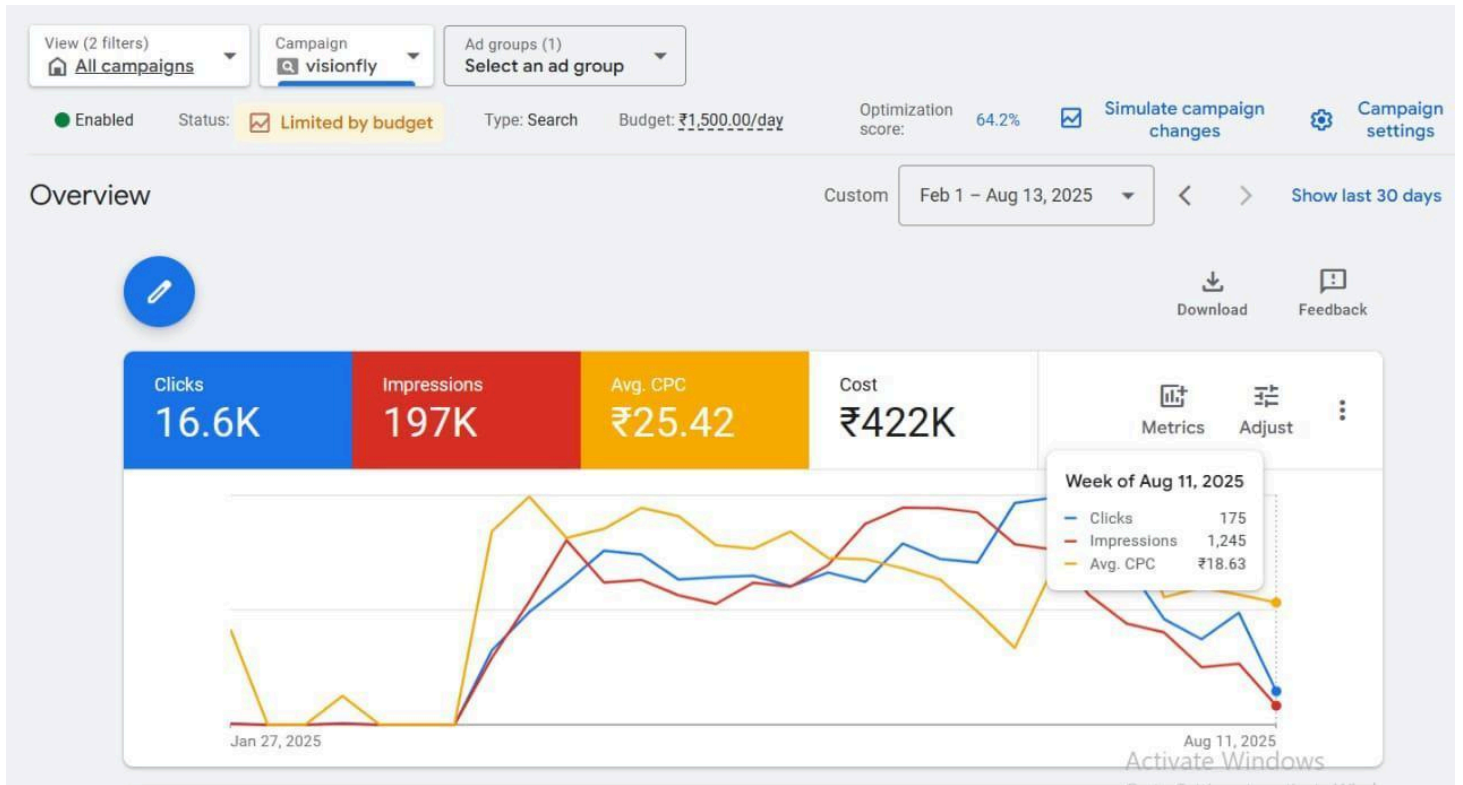 View (2 filters)
All campaigns
Campaign
visionfly
Ad groups (1)
Select an ad group
Enabled
Status: Limited by budget
Type: Search
Budget: ₹1,500.00/day
Optimization score: 64.2%
Simulate campaign changes
Campaign settings
Overview
Custom
Feb 1 – Aug 13, 2025
Show last 30 days
Download
Feedback
Clicks
16.6K
Impressions
197K
Avg. CPC
₹25.42
Cost
₹422K
Metrics
Adjust
Week of Aug 11, 2025
Clicks 175
Impressions 1,245
Avg. CPC ₹18.63
Jan 27, 2025
Aug 11, 2025
Activate Windows